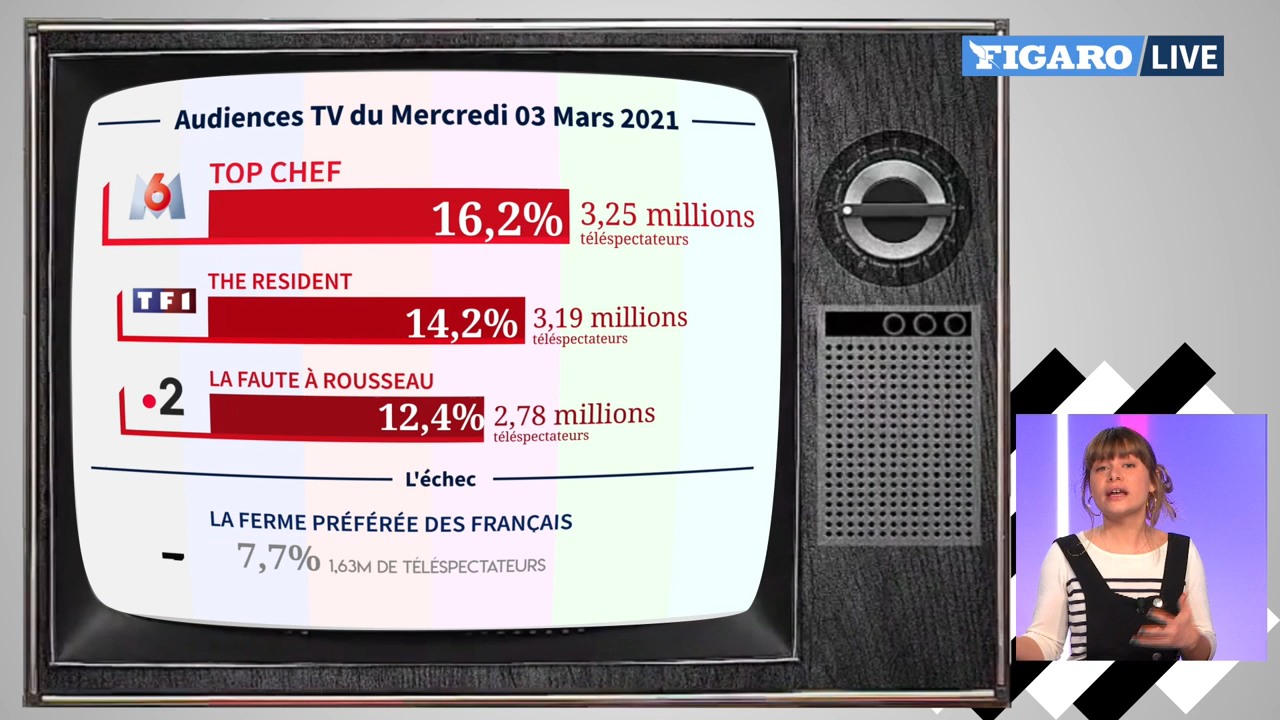 FIGARO LIVE
Audiences TV du Mercredi 03 Mars 2021
M6
TOP CHEF
16,2%
3,25 millions
téléspectateurs
TF1
THE RESIDENT
14,2%
3,19 millions
téléspectateurs
2
LA FAUTE À ROUSSEAU
12,4%
2,78 millions
téléspectateurs
L'échec
LA FERME PRÉFÉRÉE DES FRANÇAIS
7,7% 1,63M DE TÉLÉSPECTATEURS